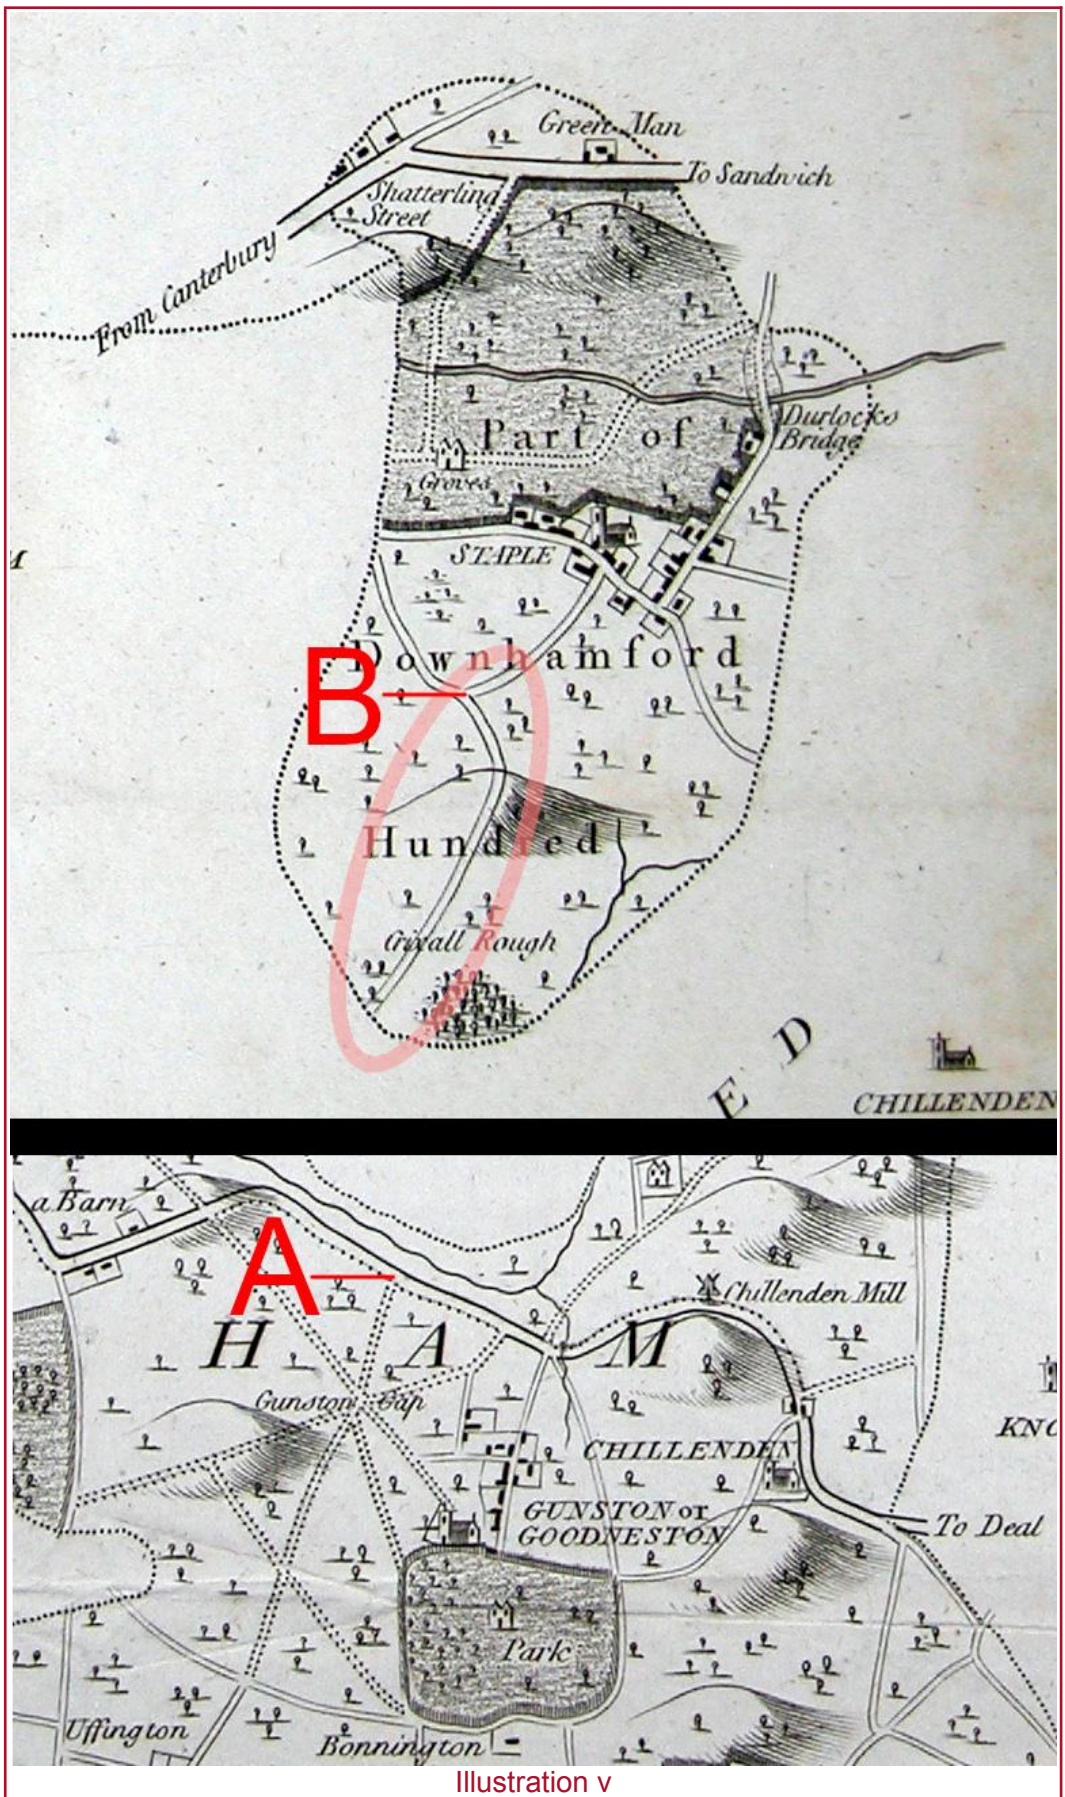 Green Man
To Sandwich
Shatterling
Street
From Canterbury
Part of
Durlocks
Bridge
Groves
STAPLE
Downhamford
B
Hundred
Crixall Rough
E D
CHILLENDEN
a Barn
A
Chillenden Mill
H A M
Gunston Gap
KNO
CHILLENDEN
GUNSTON or
GOODNESTON
To Deal
Park
Uffington
Bonnington
Illustration v